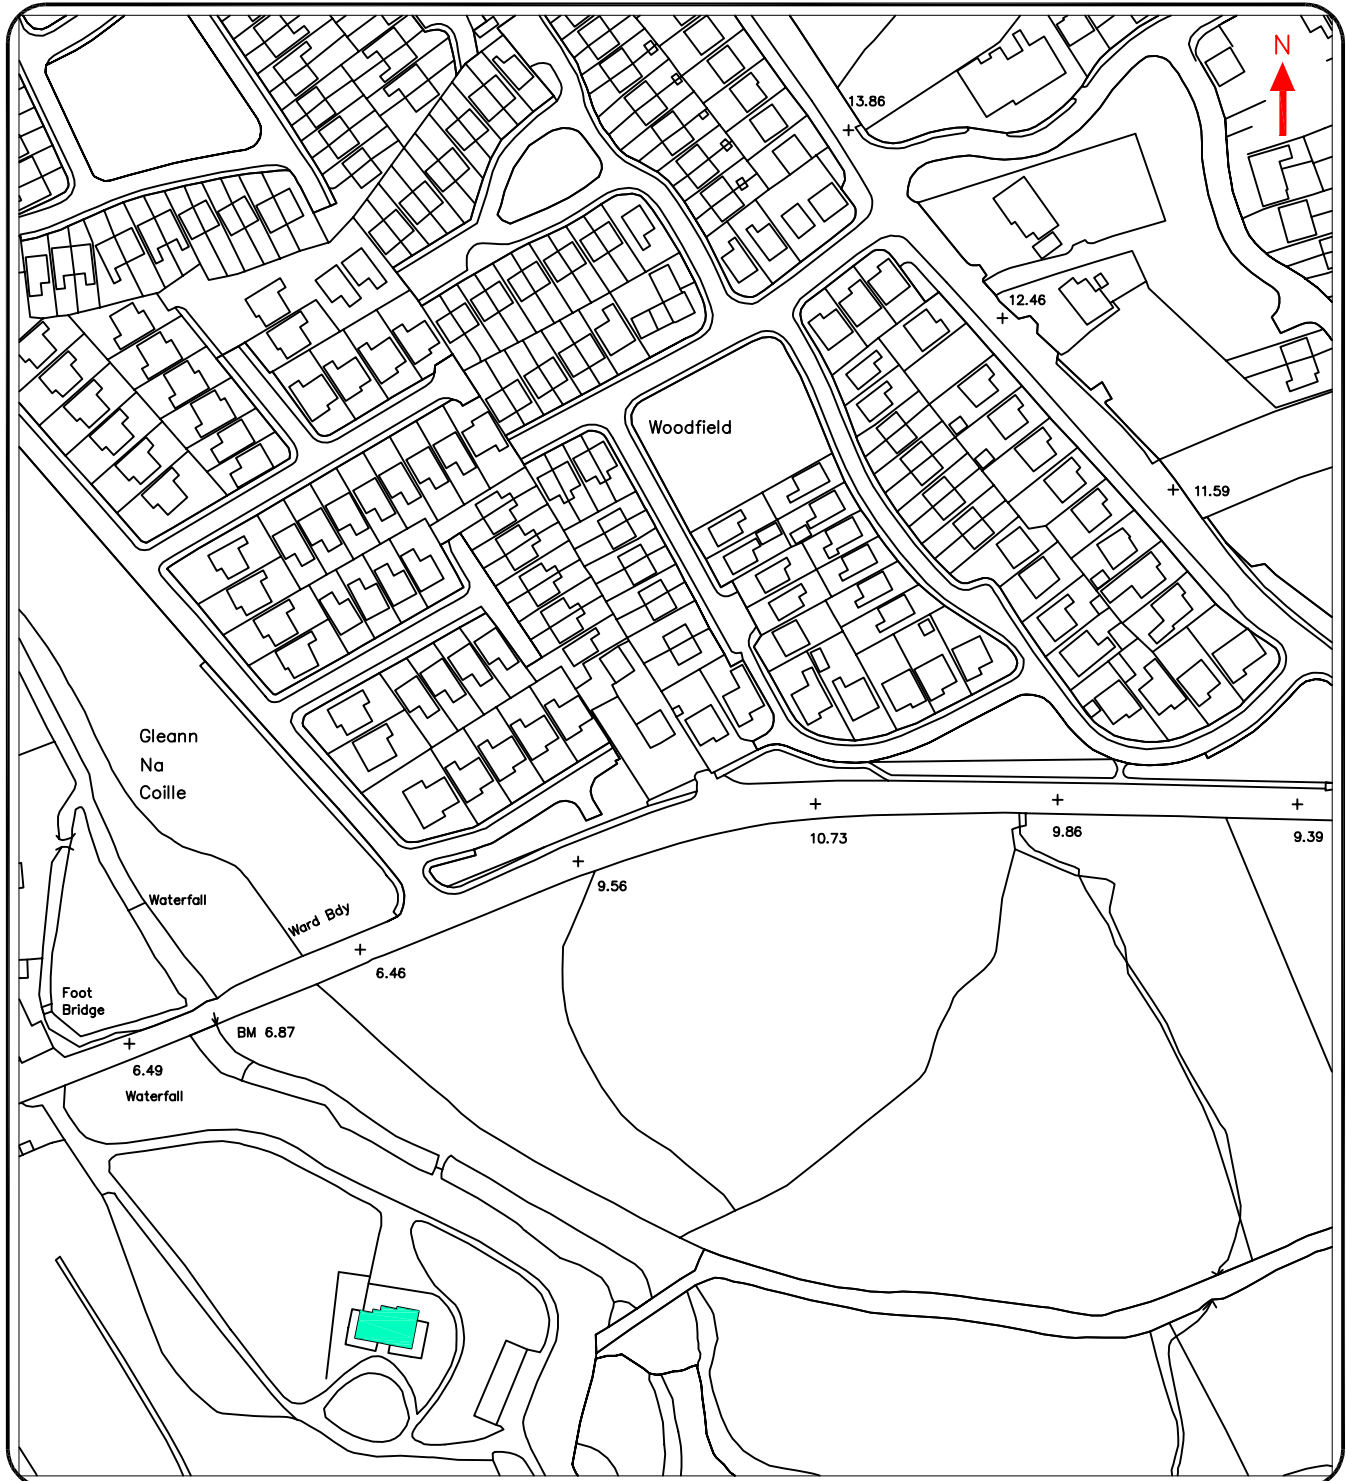 N
13.86
12.46
Woodfield
11.59
Gleann
Na
Coille
10.73
9.86
9.39
9.56
Waterfall
Ward Bdy
6.46
Foot
Bridge
BM 6.87
6.49
Waterfall